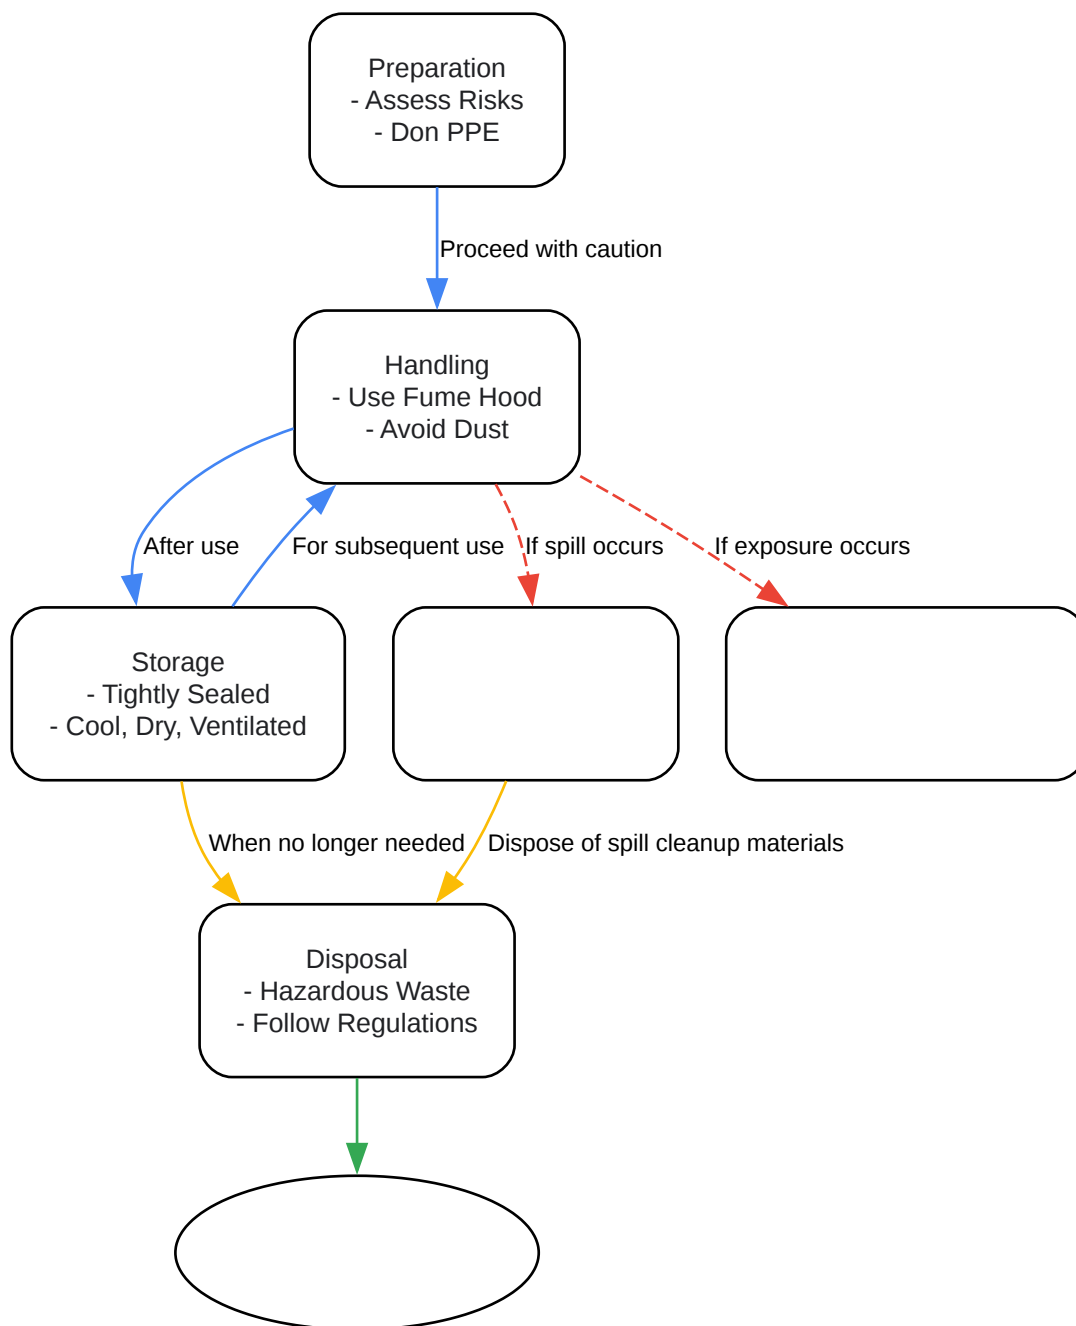 Preparation
- Assess Risks
- Don PPE
Proceed with caution
Handling
- Use Fume Hood
- Avoid Dust
After use
For subsequent use
If spill occurs
If exposure occurs
Storage
- Tightly Sealed
- Cool, Dry, Ventilated
When no longer needed
Dispose of spill cleanup materials
Disposal
- Hazardous Waste
- Follow Regulations